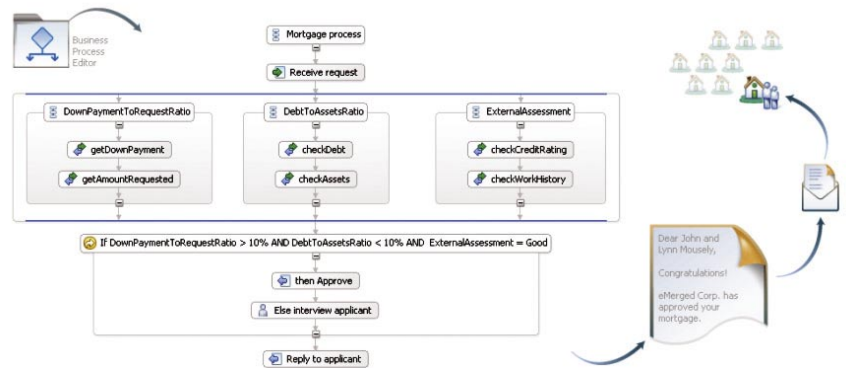 Business
Process
Editor
Mortgage process
Receive request
DownPaymentToRequestRatio
DebtToAssetsRatio
ExternalAssessment
getDownPayment
checkDebt
checkCreditRating
getAmountRequested
checkAssets
checkWorkHistory
If DownPaymentToRequestRatio > 10% AND DebtToAssetsRatio < 10% AND ExternalAssessment = Good
then Approve
Else interview applicant
Reply to applicant
Dear John and
Lynn Mousely,
Congratulations!
eMerged Corp. has
approved your
mortgage.